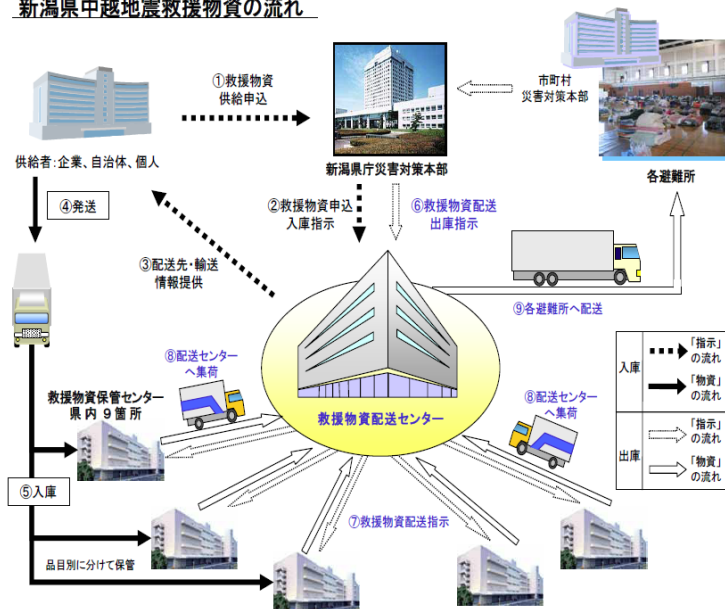 新潟県中越地震救援物資の流れ
①救援物資
供給申込
市町村
災害対策本部
供給者：企業、自治体、個人
新潟県庁災害対策本部
各避難所
④発送
②救援物資申込
入庫指示
⑥救援物資配送
出庫指示
③配送先・輸送
情報提供
⑨各避難所へ配送
⑧配送センター
へ集荷
救援物資保管センター
県内９箇所
救援物資配送センター
⑧配送センター
へ集荷
入庫
「指示」
の流れ
「物資」
の流れ
出庫
「指示」
の流れ
「物資」
の流れ
⑤入庫
⑦救援物資配送指示
品目別に分けて保管